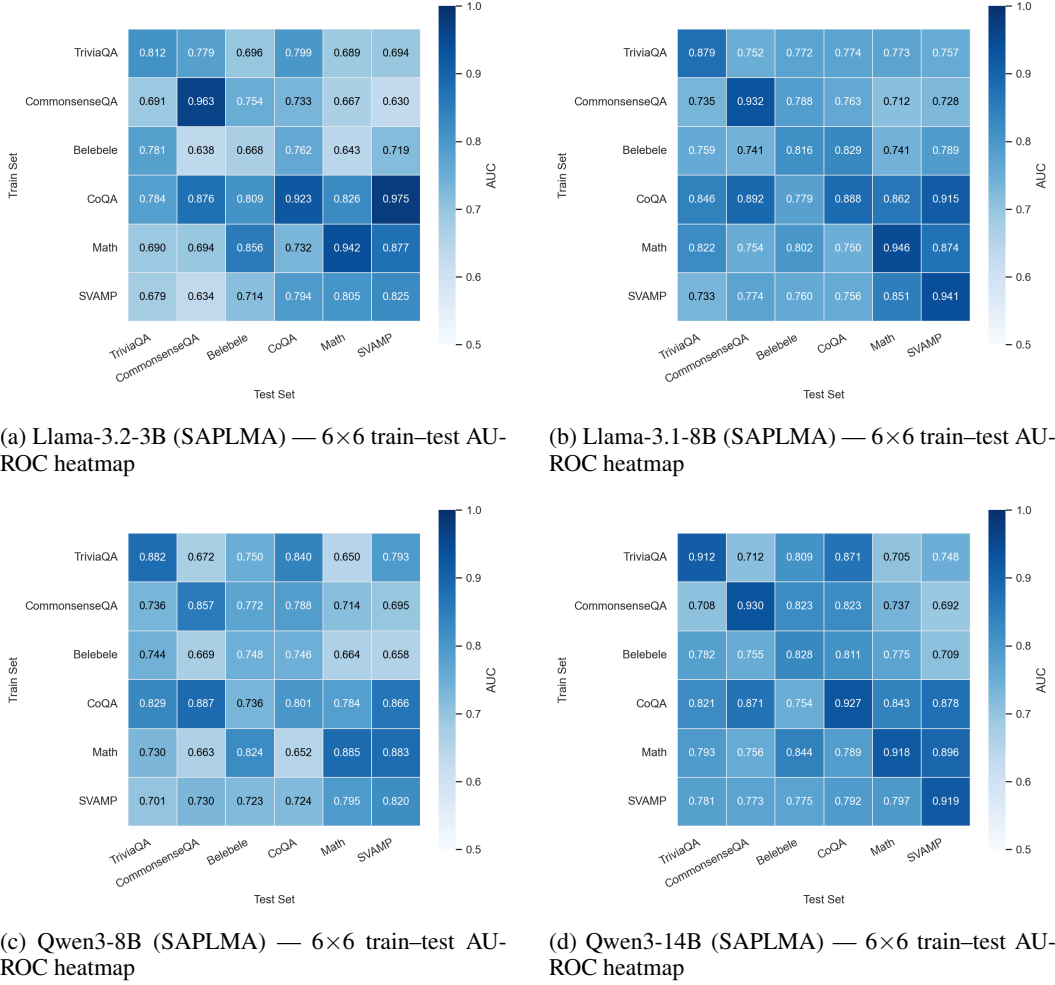 1.0
TriviaQA 0.812 0.779 0.696 0.799 0.689 0.694
0.9
CommonsenseQA 0.691 0.963 0.754 0.733 0.667 0.630
0.8
Belebele 0.781 0.638 0.668 0.762 0.643 0.719
Train Set
AUC
CoQA 0.784 0.876 0.809 0.923 0.826 0.975
0.7
Math 0.690 0.694 0.856 0.732 0.942 0.877
0.6
SVAMP 0.679 0.634 0.714 0.794 0.805 0.825
0.5
TriviaQA CommonsenseQA Belebele CoQA Math SVAMP
Test Set
(a) Llama-3.2-3B (SAPLMA) — 6×6 train–test AU-
ROC heatmap
1.0
TriviaQA 0.879 0.752 0.772 0.774 0.773 0.757
0.9
CommonsenseQA 0.735 0.932 0.788 0.763 0.712 0.728
0.8
Belebele 0.759 0.741 0.816 0.829 0.741 0.789
Train Set
AUC
CoQA 0.846 0.892 0.779 0.888 0.862 0.915
0.7
Math 0.822 0.754 0.802 0.750 0.946 0.874
0.6
SVAMP 0.733 0.774 0.760 0.756 0.851 0.941
0.5
TriviaQA CommonsenseQA Belebele CoQA Math SVAMP
Test Set
(b) Llama-3.1-8B (SAPLMA) — 6×6 train–test AU-
ROC heatmap
1.0
TriviaQA 0.882 0.672 0.750 0.840 0.650 0.793
0.9
CommonsenseQA 0.736 0.857 0.772 0.788 0.714 0.695
0.8
Belebele 0.744 0.669 0.748 0.746 0.664 0.658
Train Set
AUC
CoQA 0.829 0.887 0.736 0.801 0.784 0.866
0.7
Math 0.730 0.663 0.824 0.652 0.885 0.883
0.6
SVAMP 0.701 0.730 0.723 0.724 0.795 0.820
0.5
TriviaQA CommonsenseQA Belebele CoQA Math SVAMP
Test Set
(c) Qwen3-8B (SAPLMA) — 6×6 train–test AU-
ROC heatmap
1.0
TriviaQA 0.912 0.712 0.809 0.871 0.705 0.748
0.9
CommonsenseQA 0.708 0.930 0.823 0.823 0.737 0.692
0.8
Belebele 0.782 0.755 0.828 0.811 0.775 0.709
Train Set
AUC
CoQA 0.821 0.871 0.754 0.927 0.843 0.878
0.7
Math 0.793 0.756 0.844 0.789 0.918 0.896
0.6
SVAMP 0.781 0.773 0.775 0.792 0.797 0.919
0.5
TriviaQA CommonsenseQA Belebele CoQA Math SVAMP
Test Set
(d) Qwen3-14B (SAPLMA) — 6×6 train–test AU-
ROC heatmap